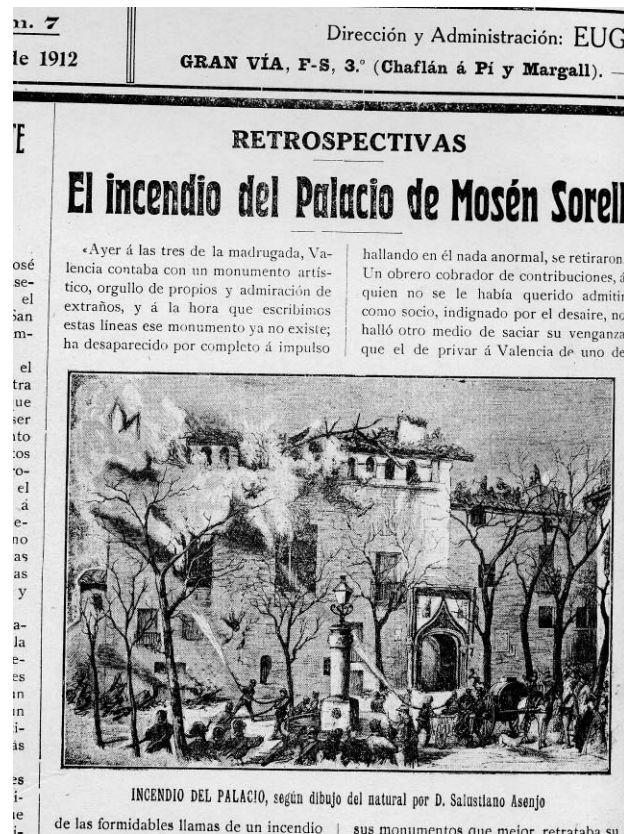 m. 7
de 1912
Dirección y Administración: EUG
GRAN VÍA, F-S, 3.° (Chaflán á Pí y Margall). —
RETROSPECTIVAS
El incendio del Palacio de Mosén Sorell
«Ayer á las tres de la madrugada, Va-
lencia contaba con un monumento artís-
tico, orgullo de propios y admiración de
extraños, y á la hora que escribimos
estas líneas ese monumento ya no existe;
ha desaparecido por completo á impulso
hallando en él nada anormal, se retiraron
Un obrero cobrador de contribuciones, á
quien no se le había querido admitir
como socio, indignado por el desaire, no
halló otro medio de saciar su venganza
que el de privar á Valencia de uno de
INCENDIO DEL PALACIO, según dibujo del natural por D. Salustiano Asenjo
de las formidables llamas de un incendio
sus monumentos que mejor retrataba su